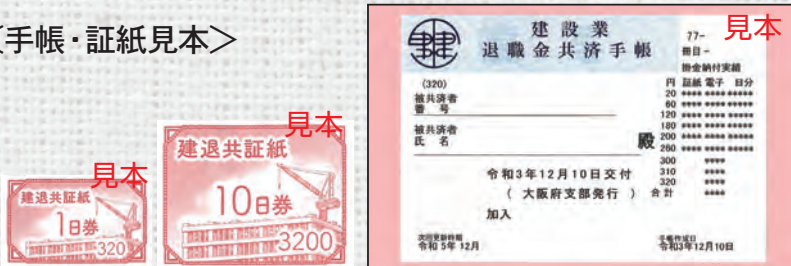 〈手帳・証紙見本〉
見本
建退共証紙
1日券
320
見本
建退共証紙
10日券
3200
見本
建設業
退職金共済手帳
77-
冊目-
掛金納付実績
円 証紙 電子 日分
(320)
被共済者
番号
被共済者
氏名
殿
20 **** **** *****
60 **** **** *****
120 **** **** *****
180 **** **** *****
200 **** **** *****
260 **** **** *****
300 ****
310 ****
320 ****
合計 ****
令和3年12月10日交付
( 大阪府支部発行 )
加入
次回更新時期
令和 5年 12月
手帳作成日
令和3年12月10日